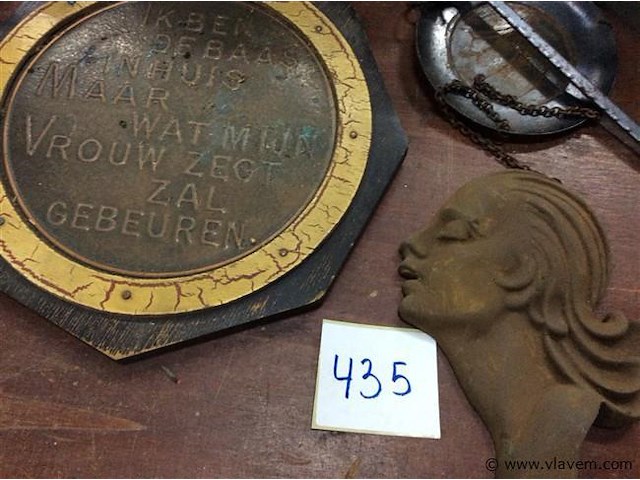 IK BEN
DE BAAS
IN HUIS
MAAR
WAT MIJN
VROUW ZEGT
ZAL
GEBEUREN.
435
© www.vlavem.com